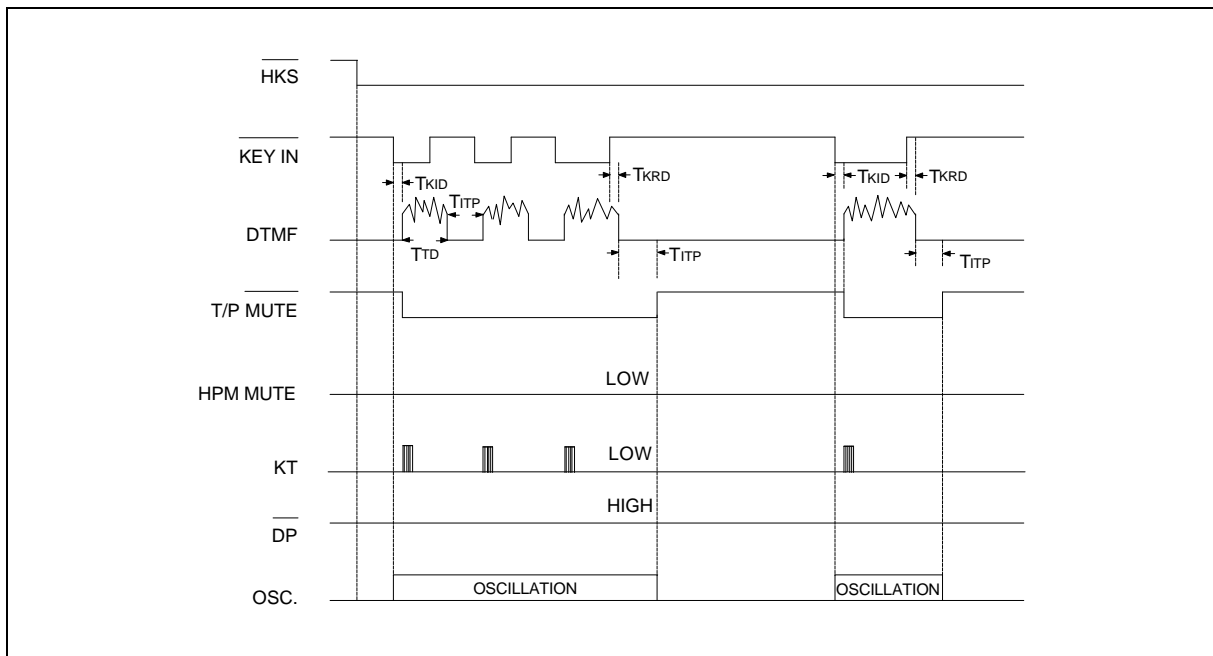 HKS
KEY IN
TKID
TKRD
TKID
TKRD
TITP
DTMF
TTD
TITP
TITP
T/P MUTE
LOW
HPM MUTE
LOW
KT
HIGH
DP
OSCILLATION
OSCILLATION
OSC.